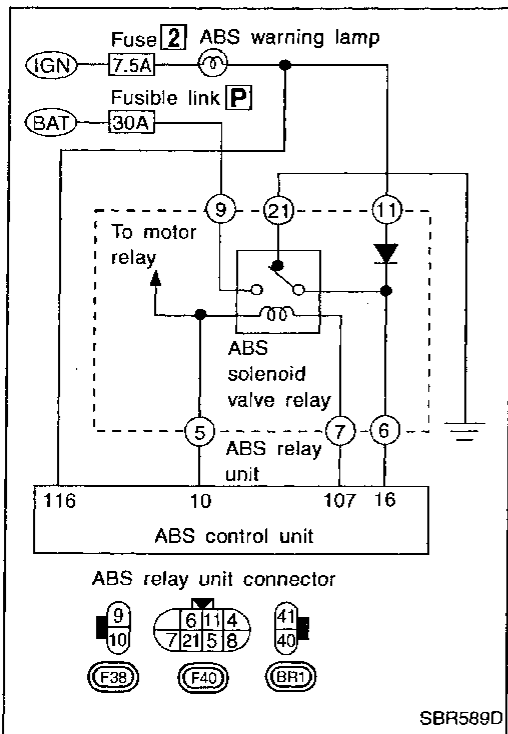 Fuse 2 ABS warning lamp
IGN 7.5A
Fusible link P
BAT 30A
9 21 11
To motor
relay
ABS
solenoid
valve relay
5 7 6
ABS relay
unit
116 10 107 16
ABS control unit
ABS relay unit connector
9 6 11 4 41
10 7 21 5 8 40
F38 F40 BR1
SBR589D